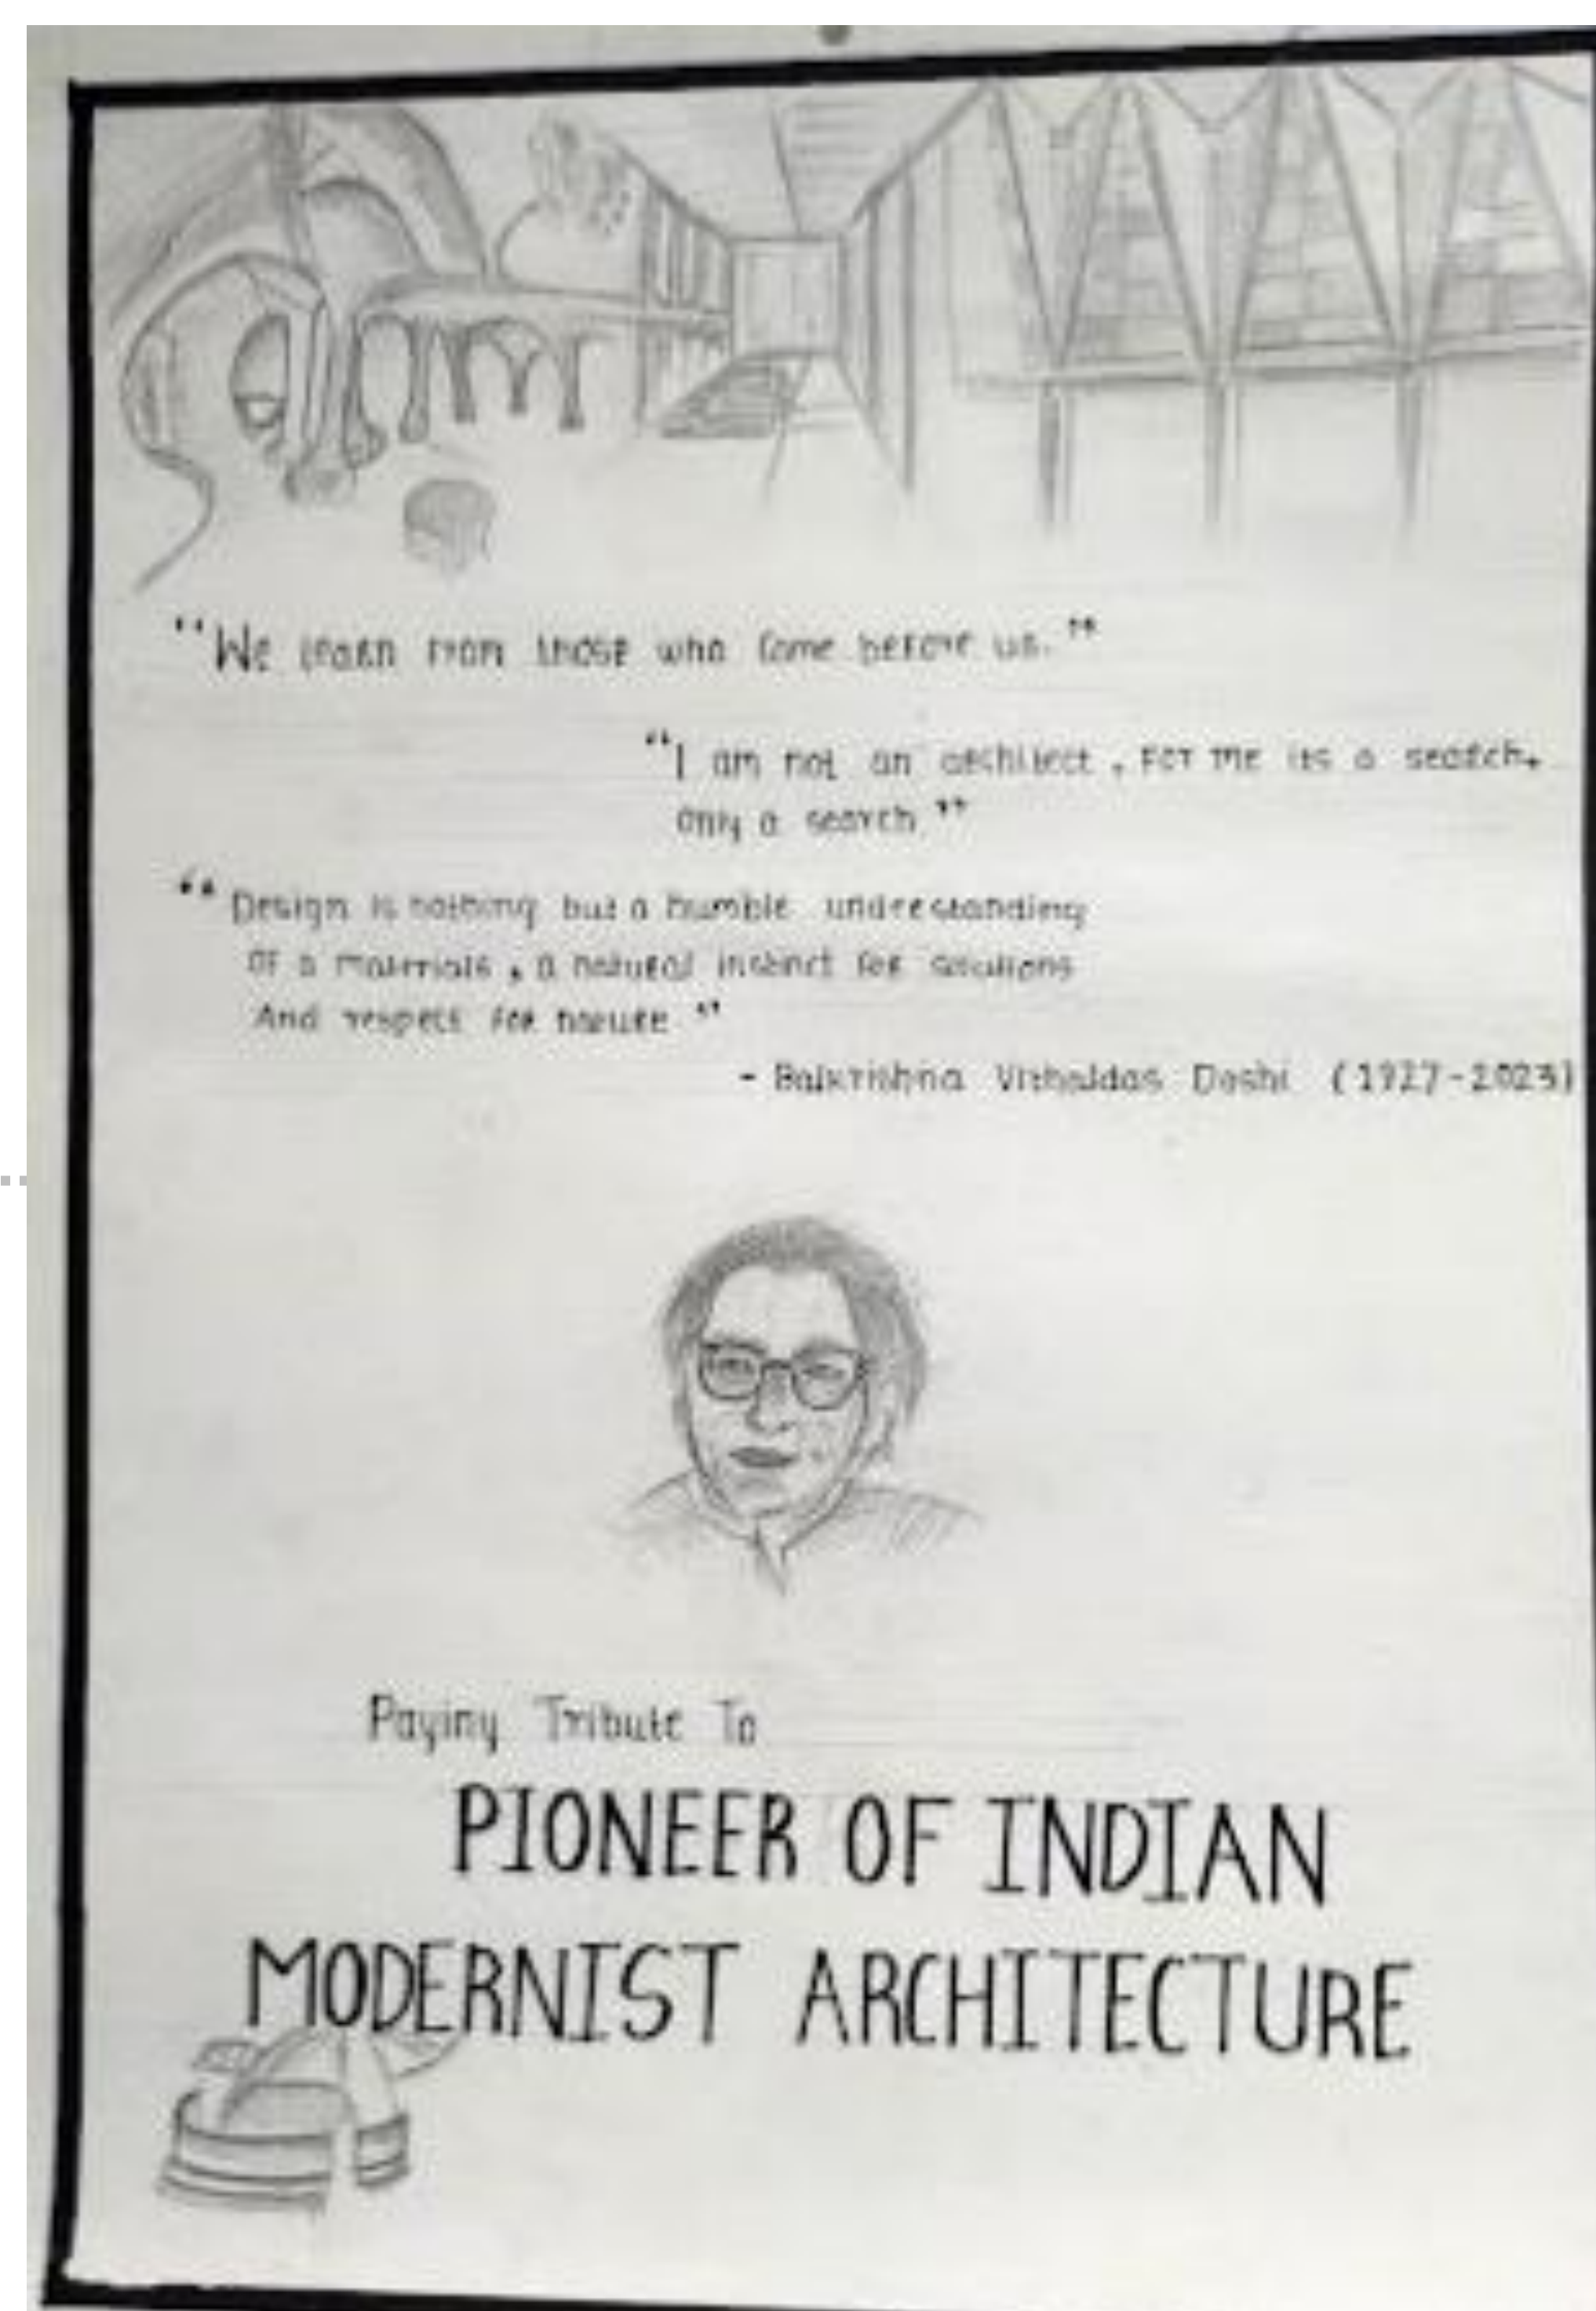 "We learn from those who come before us."
"I am not an architect, For me its a search,
only a search"
"Design is nothing but a humble understanding
of a materials, a natural instinct for solutions
And respect for nature"
- Balkrishna Vithaldas Doshi (1927-2023)
Paying Tribute To
PIONEER OF INDIAN
MODERNIST ARCHITECTURE